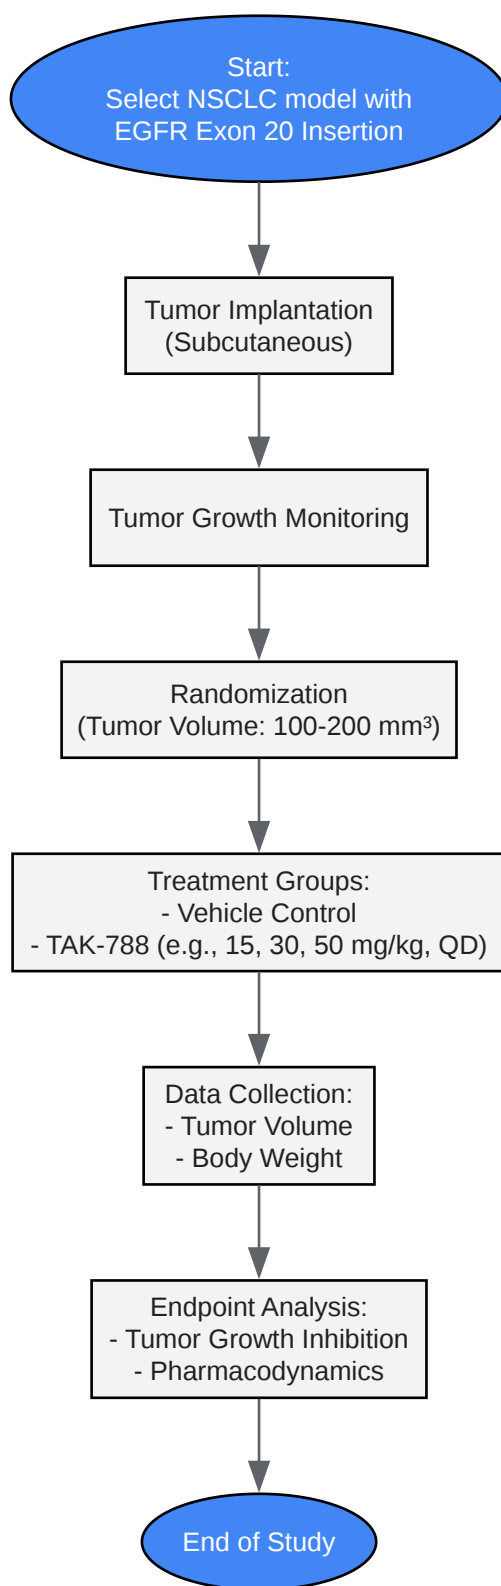 Start:
Select NSCLC model with
EGFR Exon 20 Insertion
Tumor Implantation
(Subcutaneous)
Tumor Growth Monitoring
Randomization
(Tumor Volume: 100-200 mm³)
Treatment Groups:
- Vehicle Control
- TAK-788 (e.g., 15, 30, 50 mg/kg, QD)
Data Collection:
- Tumor Volume
- Body Weight
Endpoint Analysis:
- Tumor Growth Inhibition
- Pharmacodynamics
End of Study